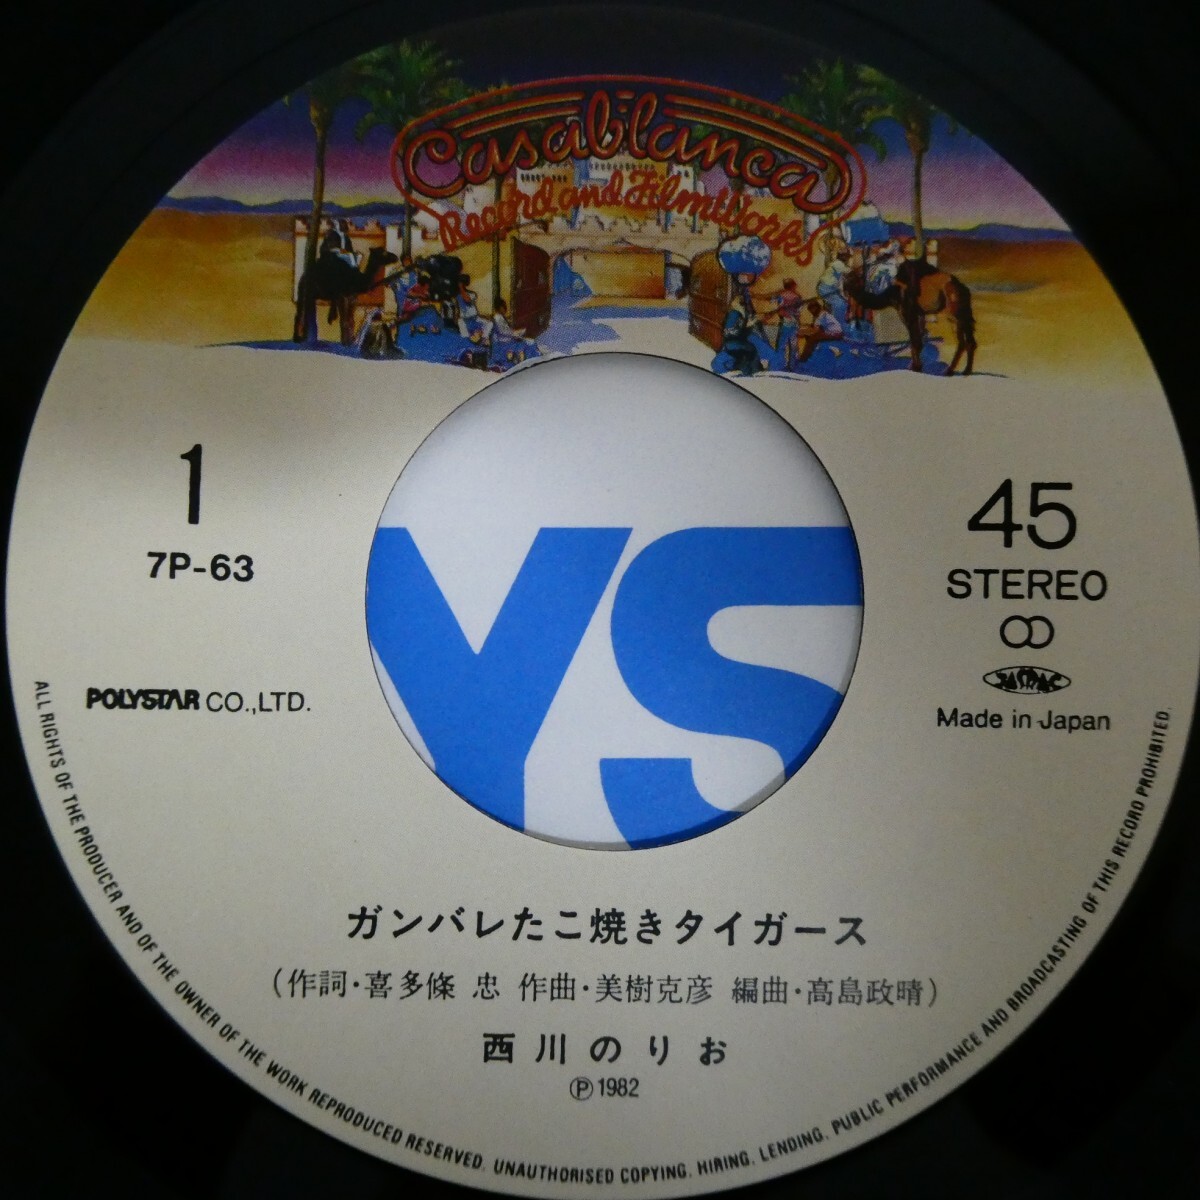 Casablanca
Record and FilmWorks
1
7P-63
45
STEREO
POLYSTAR CO.,LTD.
JASRAC
Made in Japan
YS
ガンバレたこ焼きタイガース
(作詞・喜多條 忠 作曲・美樹克彦 編曲・高島政晴)
西川のりお
Ⓟ1982
ALL RIGHTS OF THE PRODUCER AND OF THE OWNER OF THE WORK REPRODUCED RESERVED. UNAUTHORISED COPYING, HIRING, LENDING, PUBLIC PERFORMANCE AND BROADCASTING OF THIS RECORD PROHIBITED.